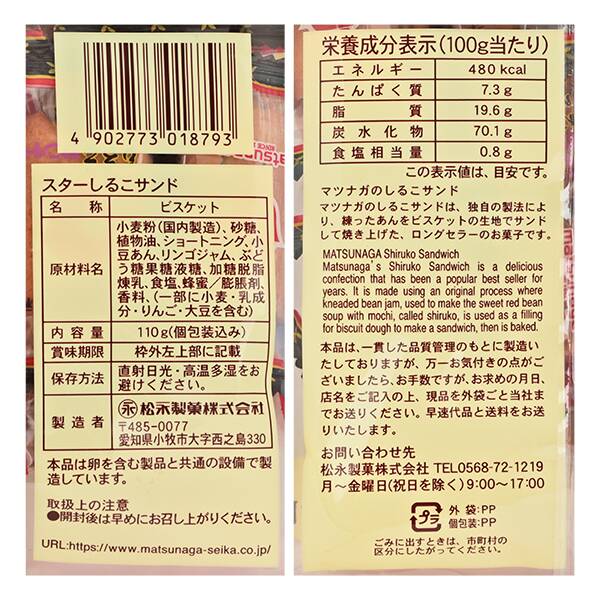 4 902773 018793
スターしるこサンド
名 称 ビスケット
原材料名 小麦粉(国内製造)、砂糖、
植物油、ショートニング、小
豆あん、リンゴジャム、ぶど
う糖果糖液糖、加糖脱脂
煉乳、食塩、蜂蜜／膨脹剤、
香料、(一部に小麦・乳成
分・りんご・大豆を含む)
内 容 量 110g(個包装込み)
賞味期限 枠外左上部に記載
保存方法 直射日光・高温多湿をお
避けください。
製 造 者 永 松永製菓株式会社
〒485-0077
愛知県小牧市大字西之島330
本品は卵を含む製品と共通の設備で製
造しています。
取扱上の注意
●開封後は早めにお召し上がりください。
URL:https://www.matsunaga-seika.co.jp/
栄養成分表示(100g当たり)
エネルギー 480 kcal
たんぱく質 7.3 g
脂 質 19.6 g
炭水化物 70.1 g
食塩相当量 0.8 g
この表示値は、目安です。
マツナガのしるこサンド
マツナガのしるこサンドは、独自の製法によ
り、練ったあんをビスケットの生地でサンド
して焼き上げた、ロングセラーのお菓子です。
MATSUNAGA Shiruko Sandwich
Matsunaga's Shiruko Sandwich is a delicious
confection that has been a popular best seller for
years. It is made using an original process where
kneaded bean jam, used to make the sweet red bean
soup with mochi, called shiruko, is used as a filling
for biscuit dough to make a sandwich, then is baked.
本品は、一貫した品質管理のもとに製造い
たしておりますが、万一お気付きの点がご
ざいましたら、お手数ですが、お求めの月日、
店名をご記入の上、現品を外袋ごと当社ま
でお送りください。早速代品と送料をお送
りいたします。
お問い合わせ先
松永製菓株式会社 TEL0568-72-1219
月～金曜日(祝日を除く)9:00～17:00
プラ 外 袋:PP
個包装:PP
ごみに出すときは、市町村の
区分にしたがってください。